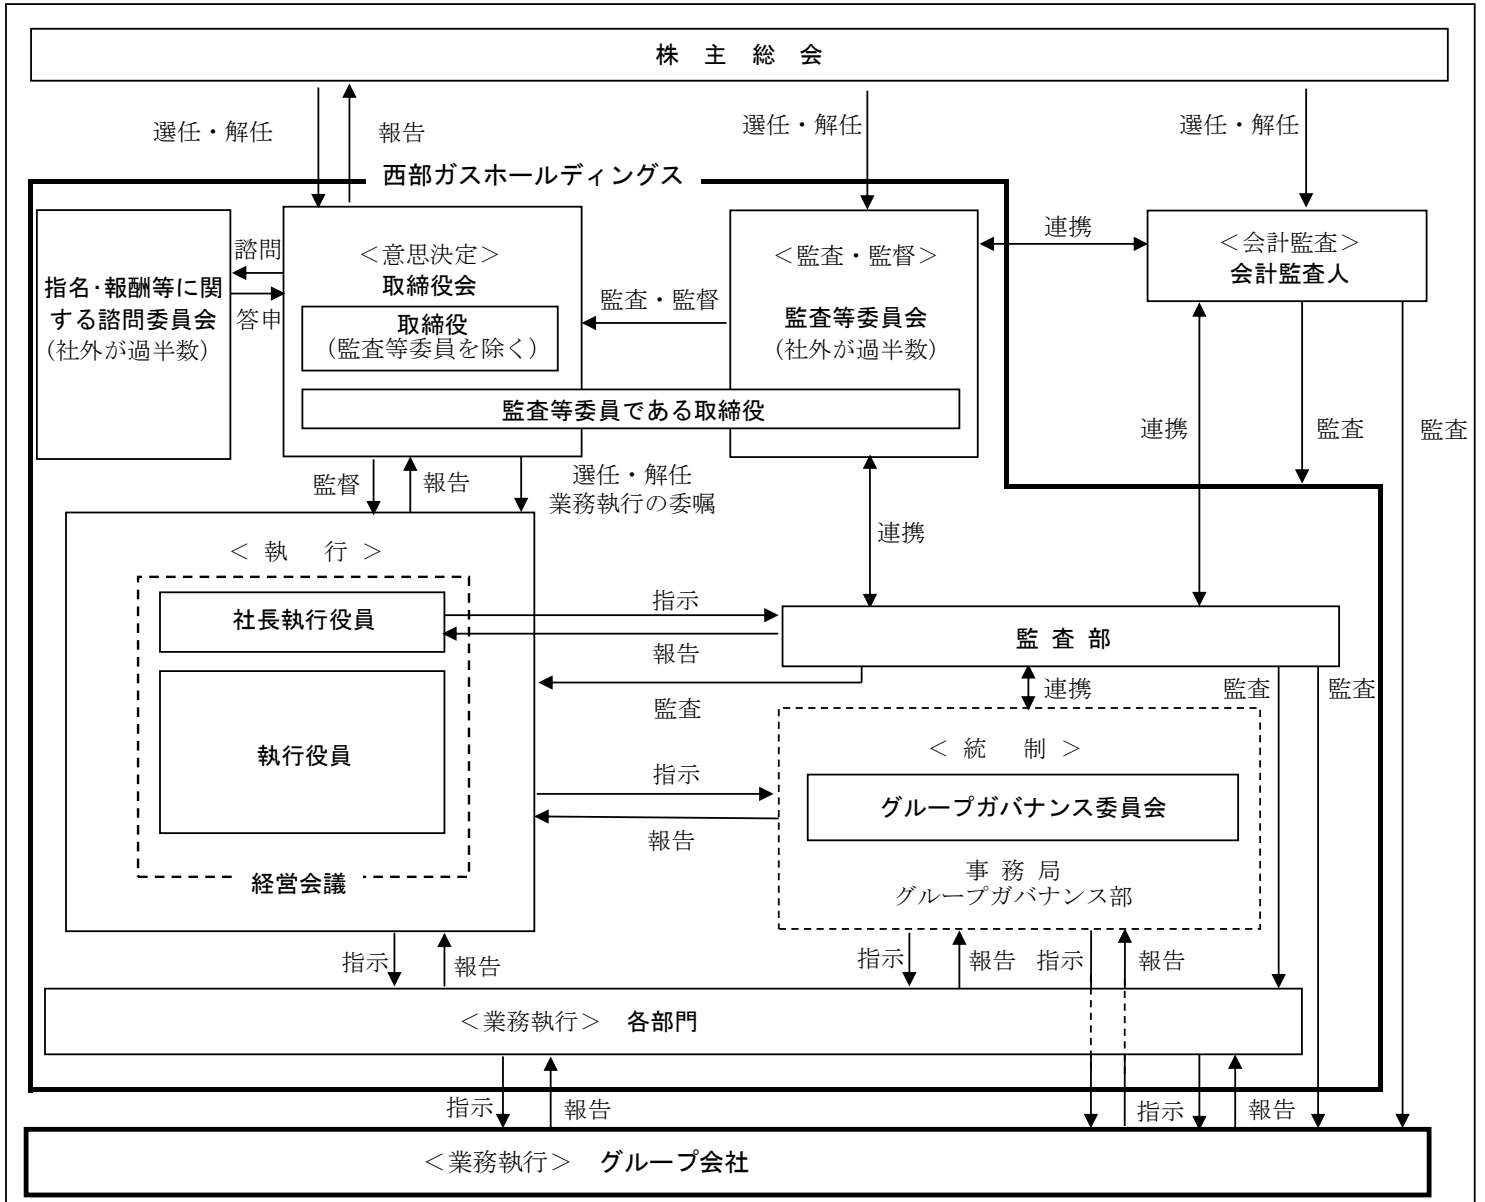 株 主 総 会
選任・解任
報告
選任・解任
選任・解任
西部ガスホールディングス
指名･報酬等に関
する諮問委員会
（社外が過半数）
諮問
答申
＜意思決定＞
取締役会
取締役
（監査等委員を除く）
監査・監督
＜監査・監督＞
監査等委員会
（社外が過半数）
監査等委員である取締役
連携
＜会計監査＞
会計監査人
連携
監査
監査
監督
報告
選任・解任
業務執行の委嘱
連携
＜ 執 行 ＞
社長執行役員
執行役員
経営会議
指示
報告
監査
監 査 部
連携
監査
監査
指示
報告
＜ 統 制 ＞
グループガバナンス委員会
事 務 局
グループガバナンス部
指示
報告
指示
報告
指示
報告
＜業務執行＞ 各部門
指示
報告
指示
報告
＜業務執行＞ グループ会社